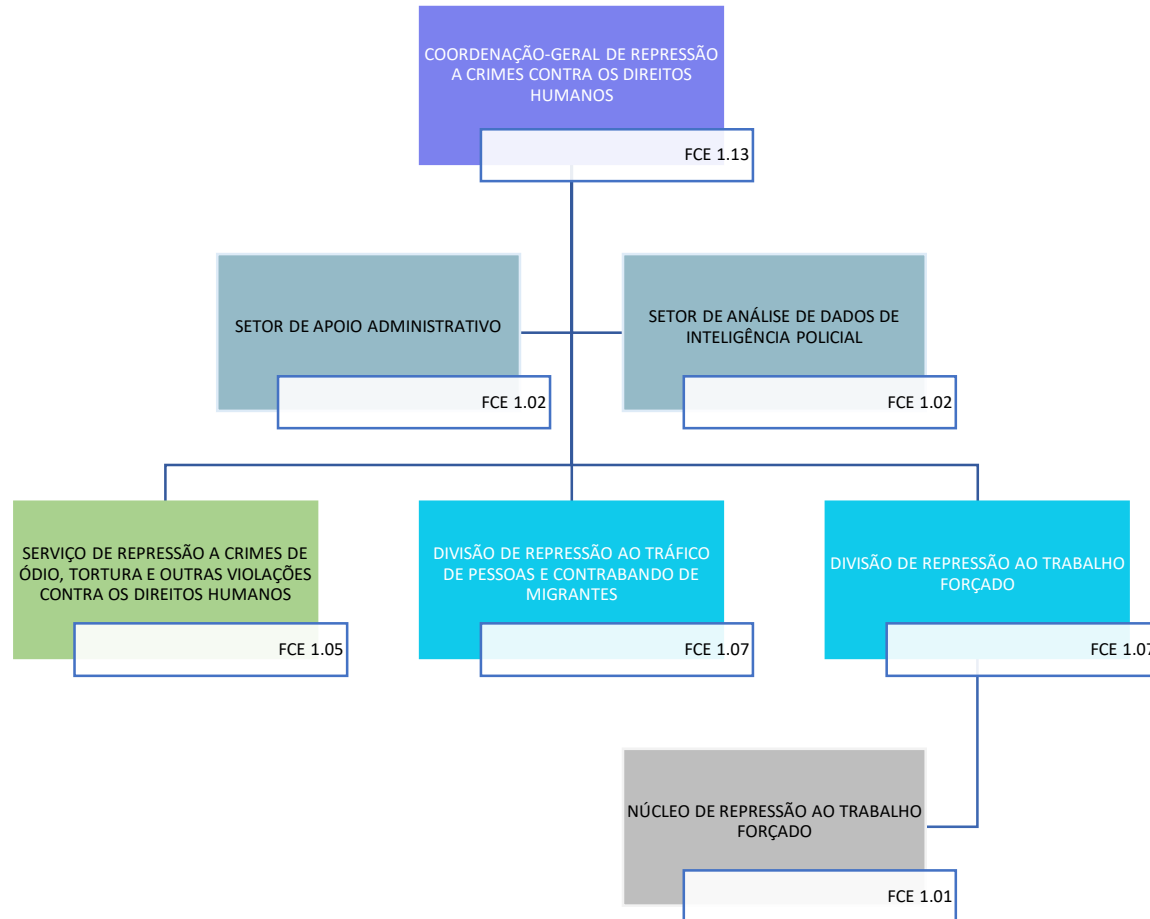 COORDENAÇÃO-GERAL DE REPRESSÃO
A CRIMES CONTRA OS DIREITOS
HUMANOS
FCE 1.13
SETOR DE APOIO ADMINISTRATIVO
FCE 1.02
SETOR DE ANÁLISE DE DADOS DE
INTELIGÊNCIA POLICIAL
FCE 1.02
SERVIÇO DE REPRESSÃO A CRIMES DE
ÓDIO, TORTURA E OUTRAS VIOLAÇÕES
CONTRA OS DIREITOS HUMANOS
FCE 1.05
DIVISÃO DE REPRESSÃO AO TRÁFICO
DE PESSOAS E CONTRABANDO DE
MIGRANTES
FCE 1.07
DIVISÃO DE REPRESSÃO AO TRABALHO
FORÇADO
FCE 1.07
NÚCLEO DE REPRESSÃO AO TRABALHO
FORÇADO
FCE 1.01